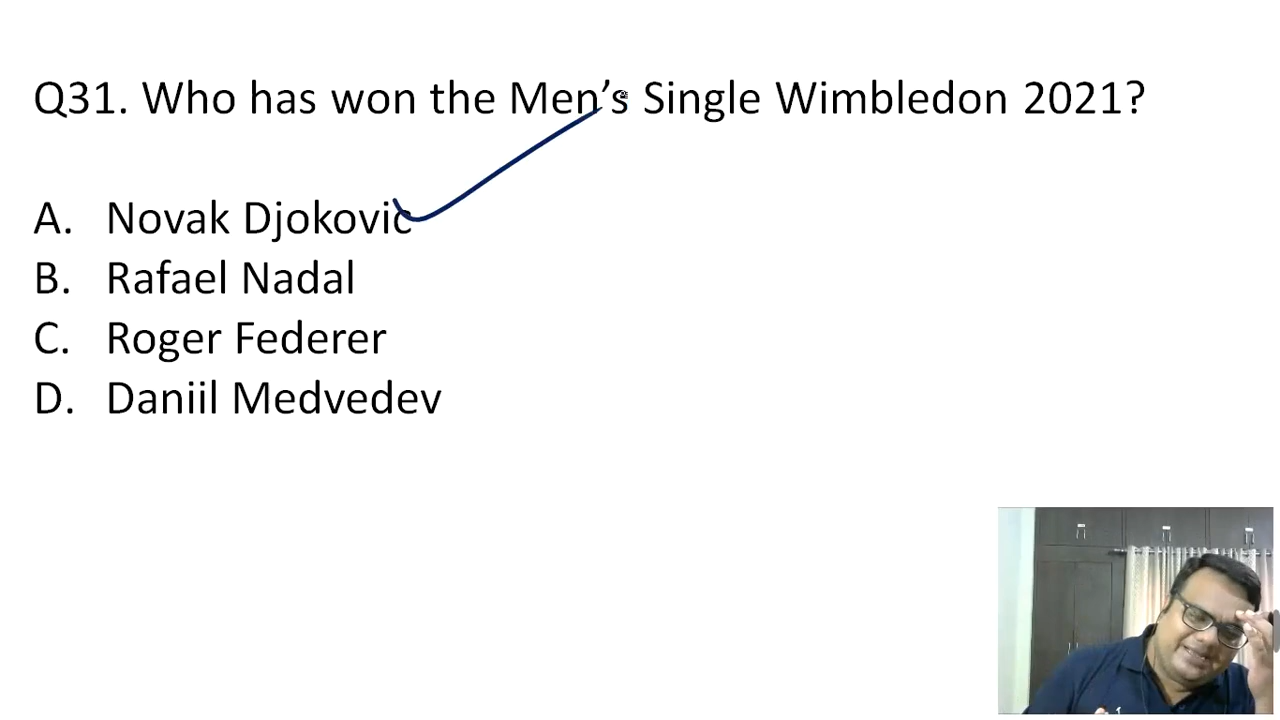 Q31. Who has won the Men’s Single Wimbledon 2021?
A. Novak Djokovic
B. Rafael Nadal
C. Roger Federer
D. Daniil Medvedev